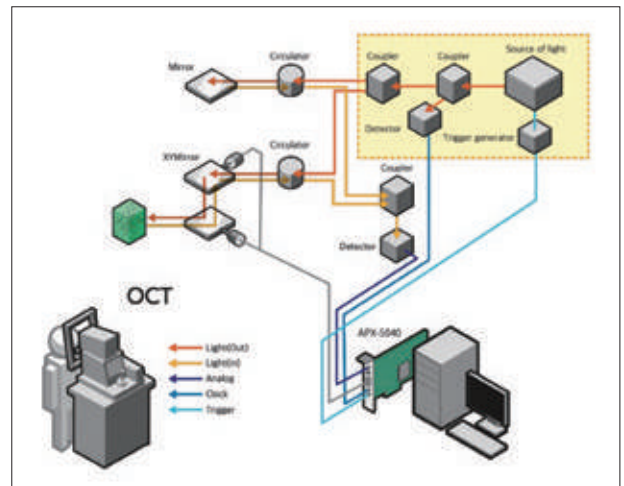 Circulator
Coupler
Coupler
Source of light
Mirror
Detector
Trigger generator
Circulator
XYMirror
Coupler
Detector
OCT
APX-5040
Light(Out)
Light(In)
Analog
Clock
Trigger